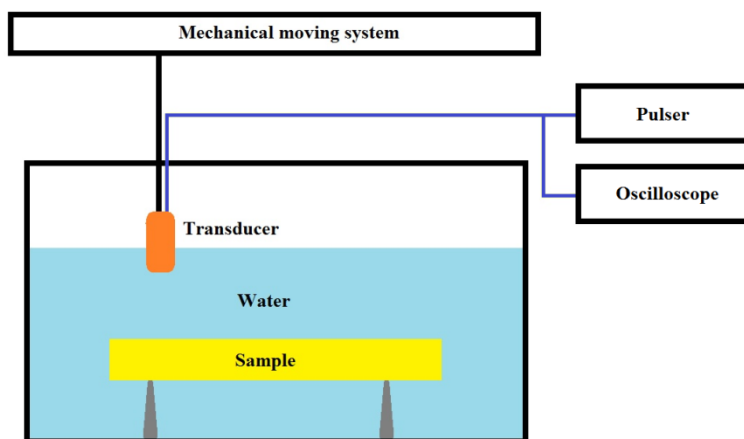 Mechanical moving system
Pulser
Oscilloscope
Transducer
Water
Sample